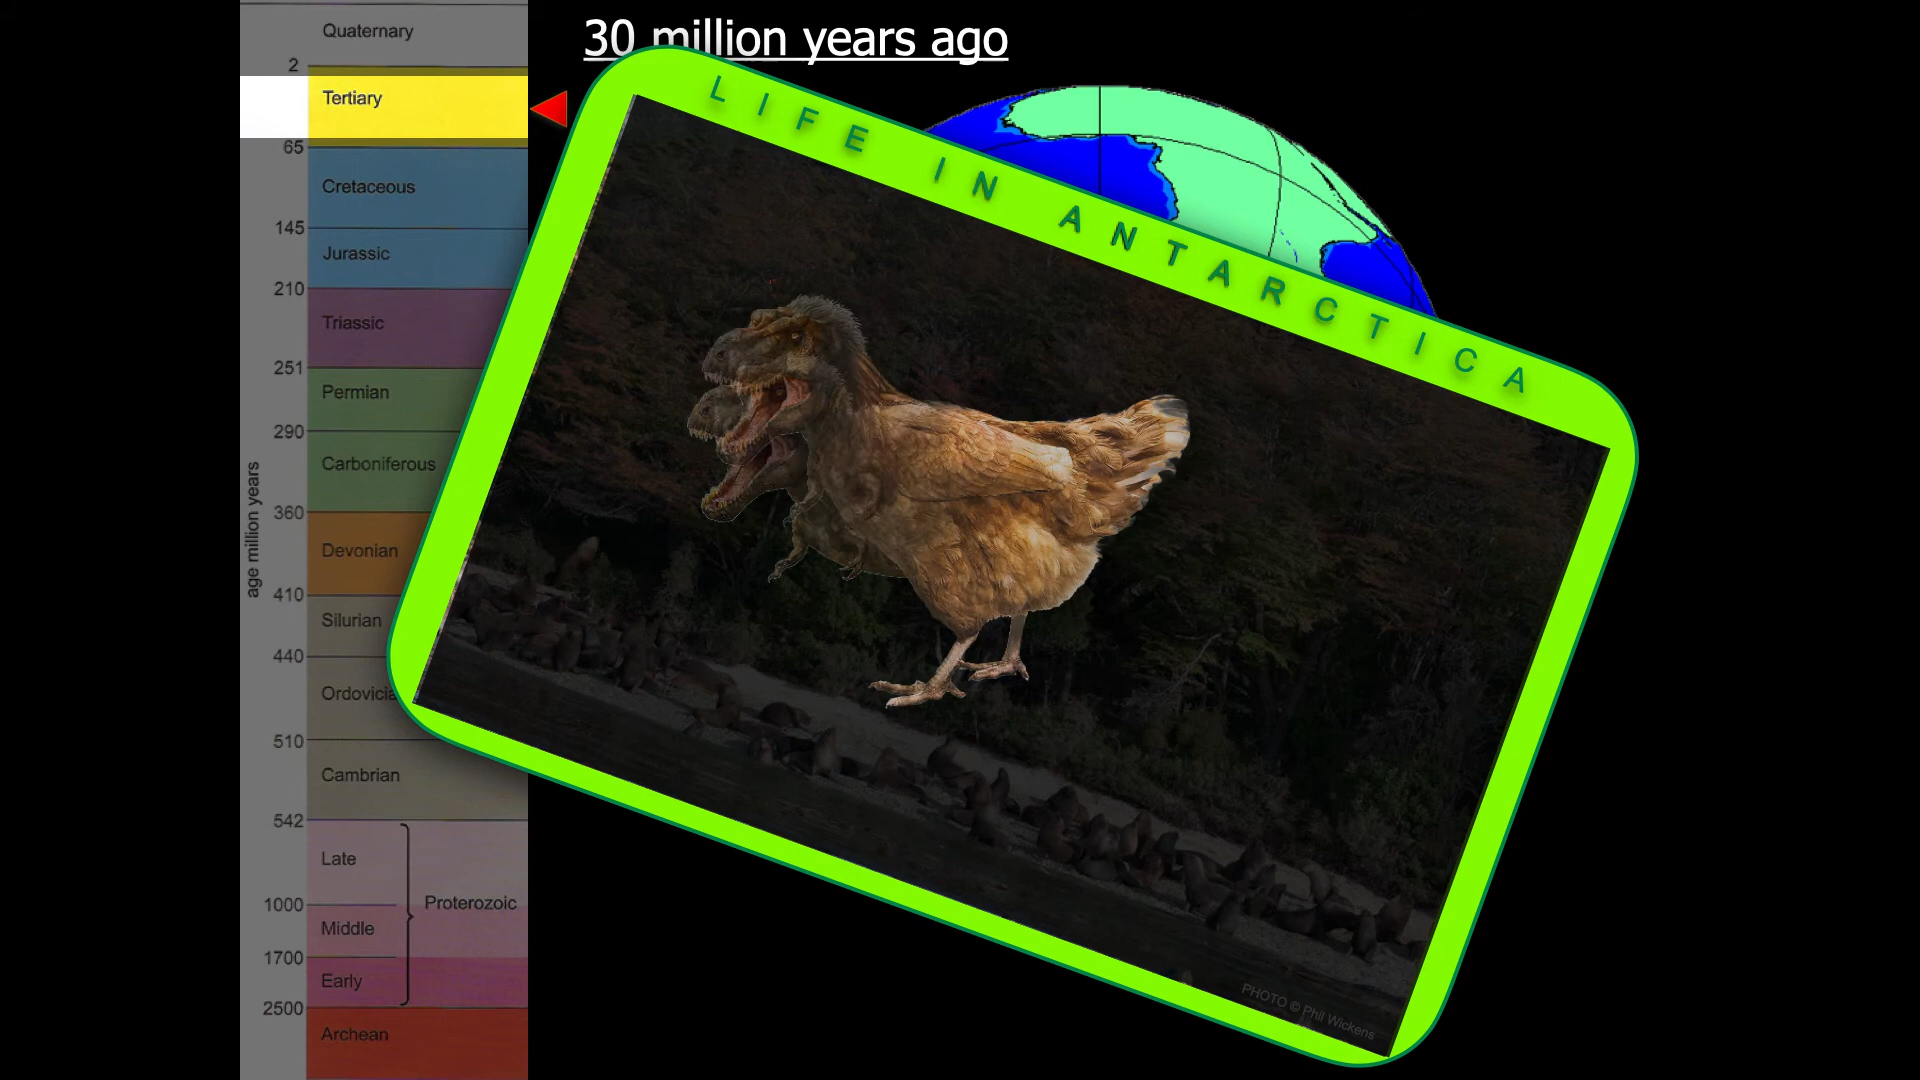 30 million years ago
LIFE IN ANTARCTICA
Quaternary
2
Tertiary
65
Cretaceous
145
Jurassic
210
Triassic
251
Permian
290
Carboniferous
360
Devonian
410
Silurian
440
Ordovicia
510
Cambrian
542
Late
Proterozoic
1000
Middle
1700
Early
2500
Archean
age million years
PHOTO © Phil Wickens